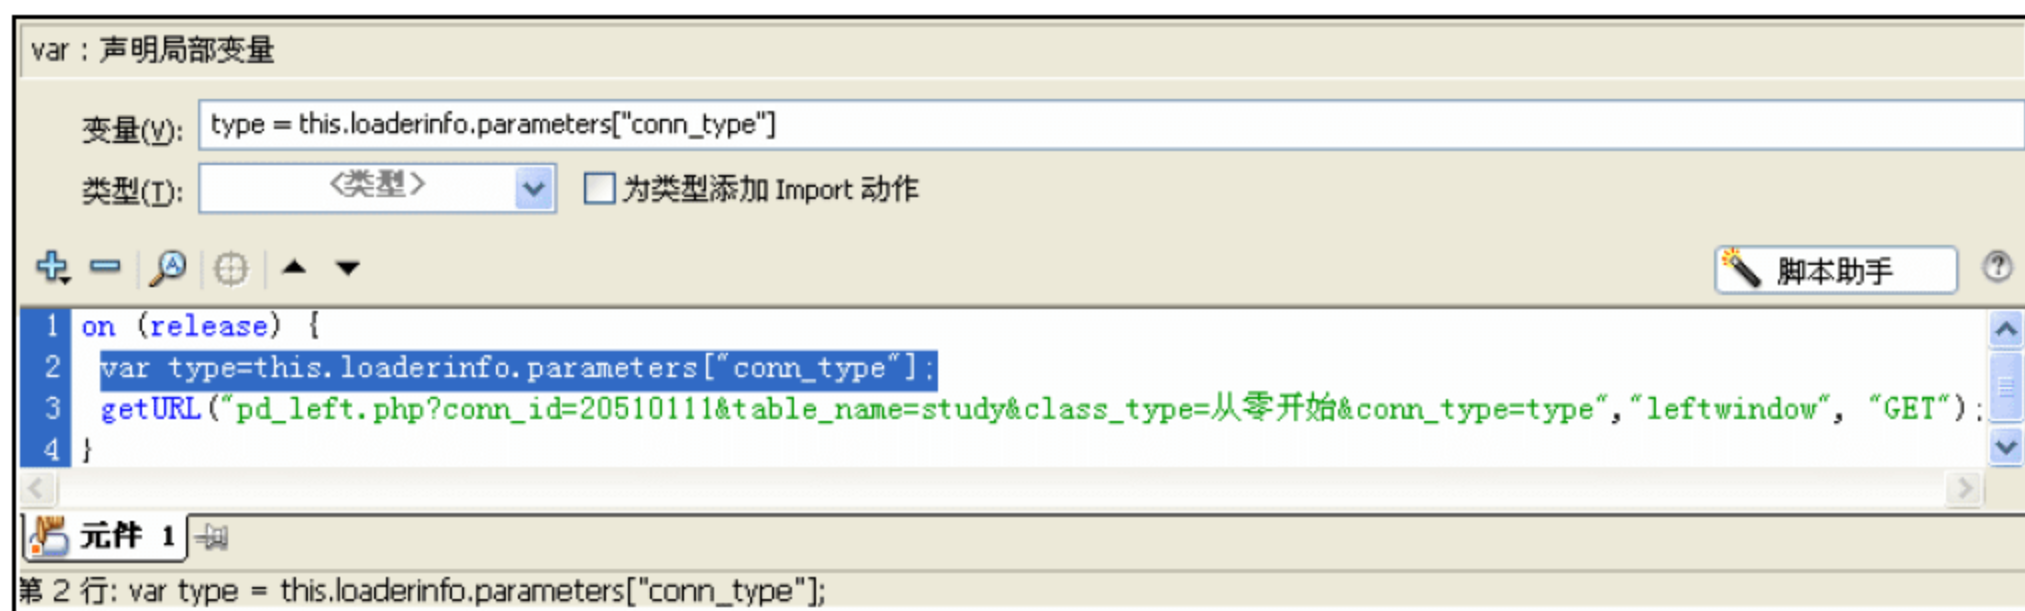 var : 声明局部变量
变量(V): type = this.loaderinfo.parameters["conn_type"]
类型(T): <类型> 为类型添加 Import 动作
脚本助手 ?
1 on (release) {
2 var type=this.loaderinfo.parameters["conn_type"];
3 getURL("pd_left.php?conn_id=20510111&table_name=study&class_type=从零开始&conn_type=type","leftwindow", "GET");
4 }
元件 1
第 2 行: var type = this.loaderinfo.parameters["conn_type"];